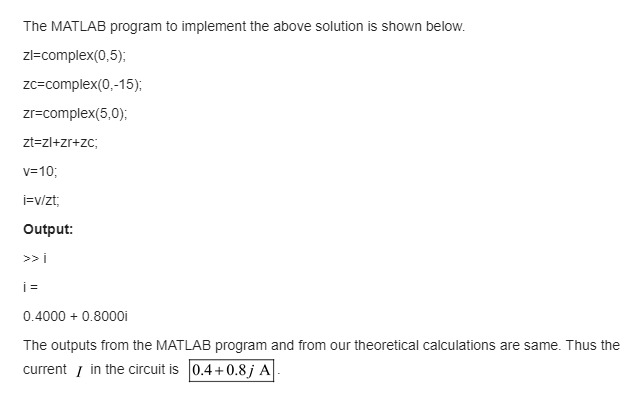 The MATLAB program to implement the above solution is shown below.
zl=complex(0,5);
zc=complex(0,-15);
zr=complex(5,0);
zt=zl+zr+zc;
v=10;
i=v/zt;
Output:
>> i
i =
0.4000 + 0.8000i
The outputs from the MATLAB program and from our theoretical calculations are same. Thus the
current I in the circuit is 0.4+0.8j A.